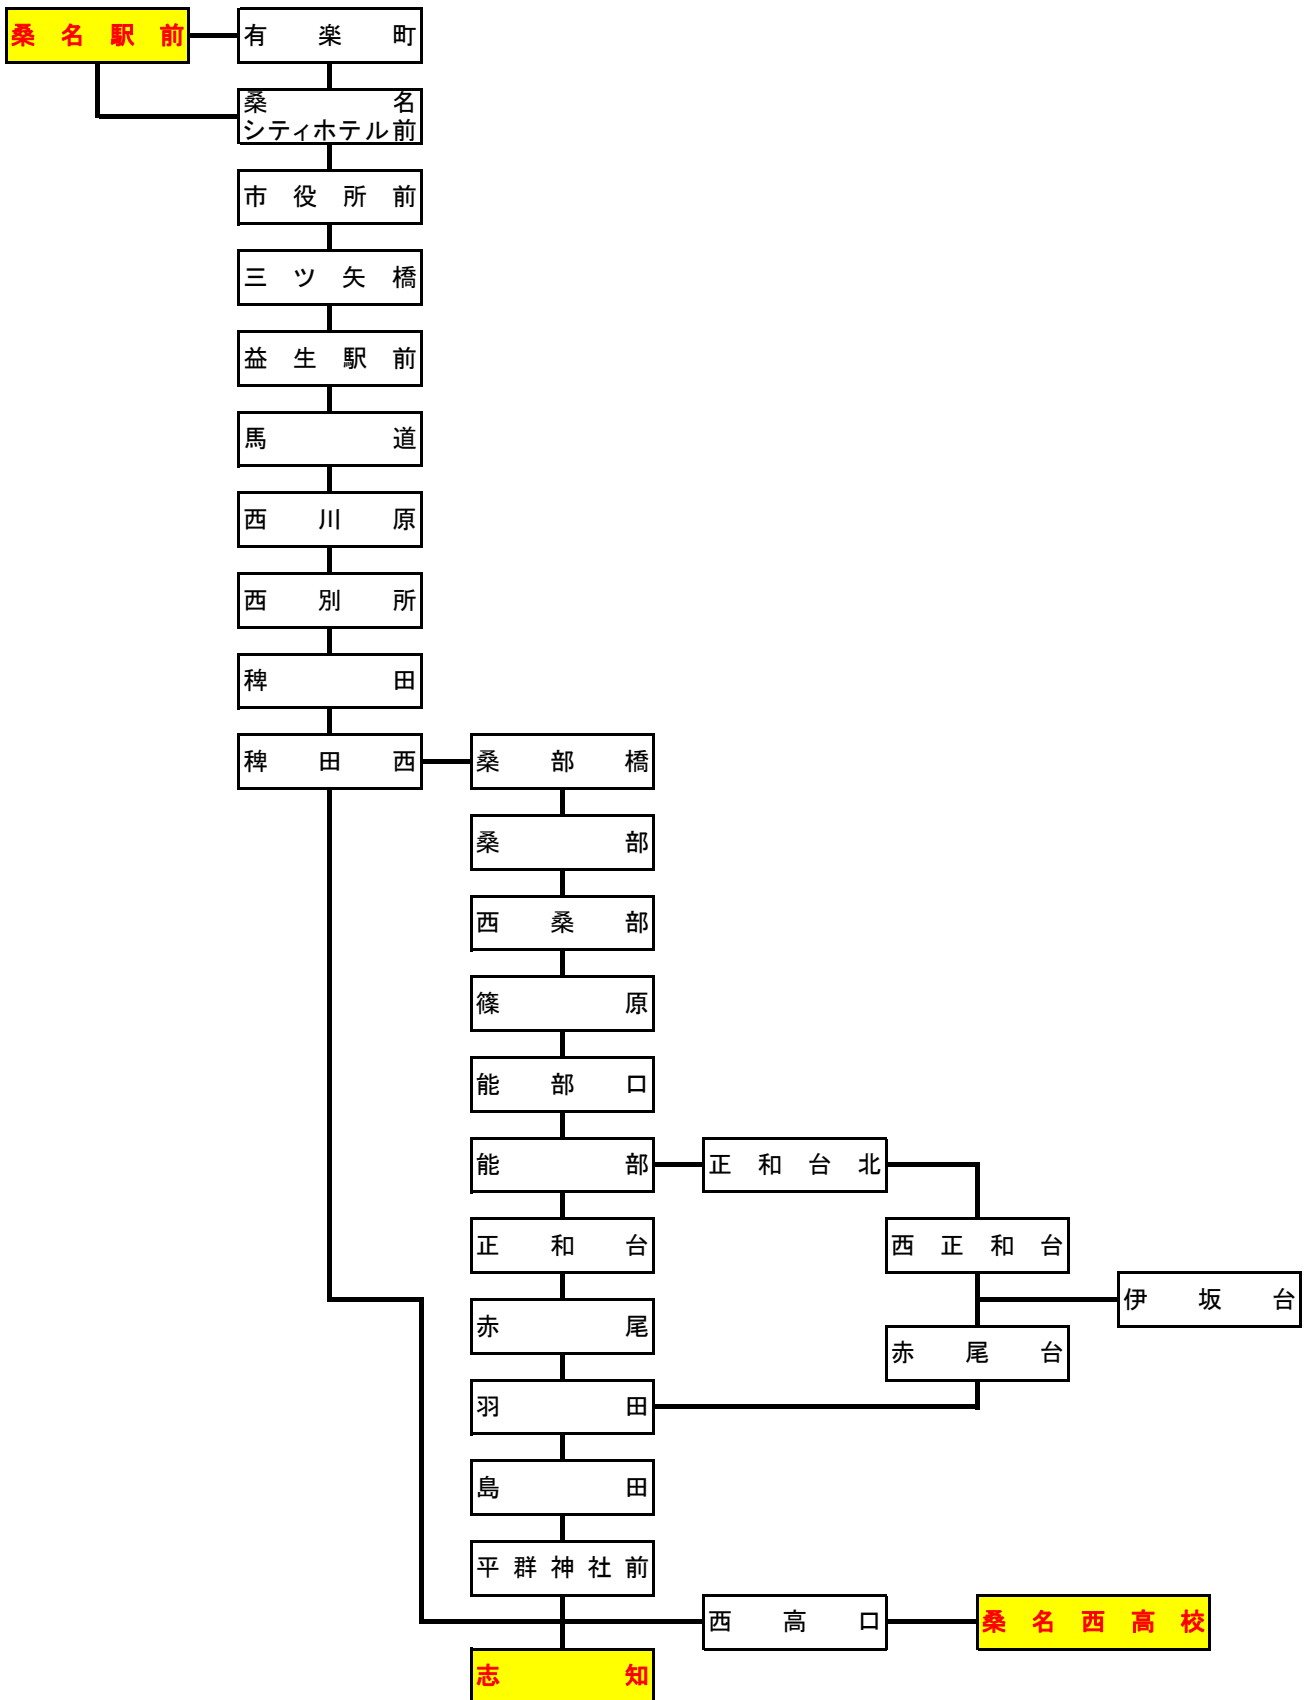 桑名駅前
有楽町
桑名
シティホテル前
市役所前
三ツ矢橋
益生駅前
馬道
西川原
西別所
稗田
稗田西
桑部橋
桑部
西桑部
篠原
能部口
能部
正和台北
正和台
西正和台
伊坂台
赤尾
赤尾台
羽田
島田
平群神社前
西高口
桑名西高校
志知